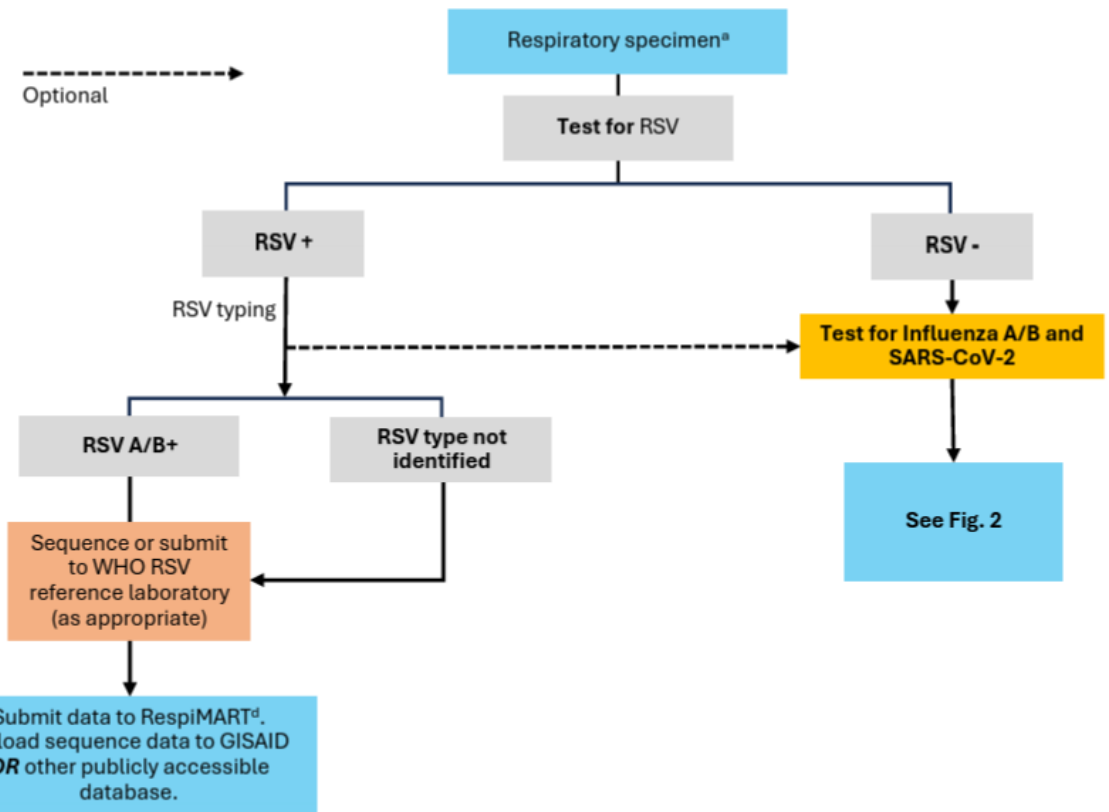 Respiratory specimenᵃ
Optional
Test for RSV
RSV +
RSV -
RSV typing
Test for Influenza A/B and
SARS-CoV-2
RSV A/B+
RSV type not
identified
See Fig. 2
Sequence or submit
to WHO RSV
reference laboratory
(as appropriate)
Submit data to RespiMARTᵈ.
load sequence data to GISAID
OR other publicly accessible
database.